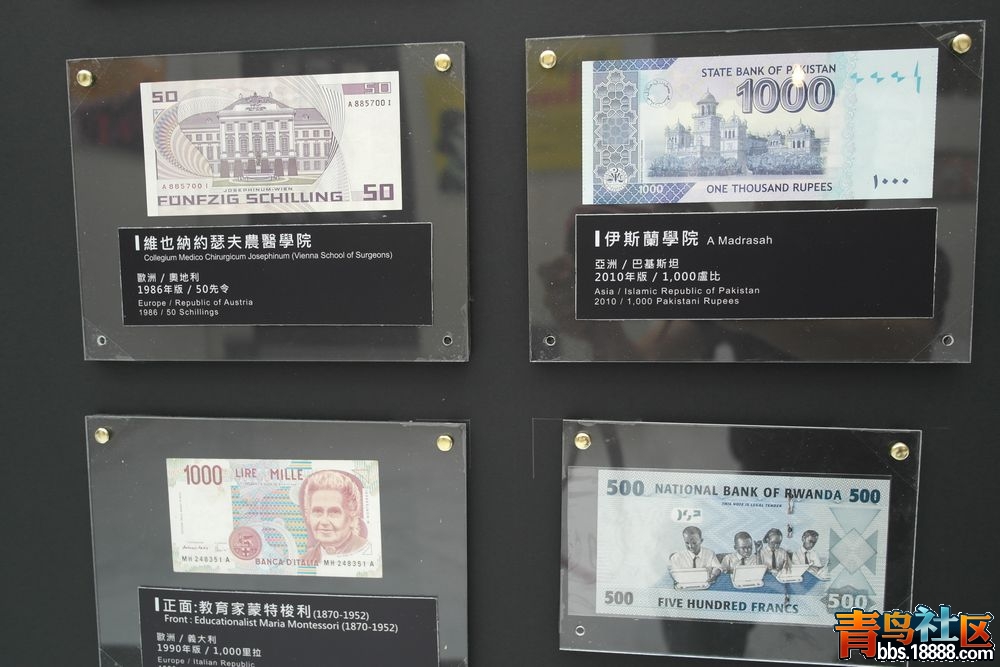 50
50
A 885700 I
A 885700 I
JOSEPHINUM-WIEN
FÜNFZIG SCHILLING 50
維也納約瑟夫農醫學院
Collegium Medico Chirurgicum Josephinum (Vienna School of Surgeons)
歐洲 / 奧地利
1986年版 / 50先令
Europe / Republic of Austria
1986 / 50 Schillings
STATE BANK OF PAKISTAN
1000
1000
ONE THOUSAND RUPEES
۱۰۰۰
伊斯蘭學院 A Madrasah
亞洲 / 巴基斯坦
2010年版 / 1,000盧比
Asia / Islamic Republic of Pakistan
2010 / 1,000 Pakistani Rupees
1000 LIRE MILLE
MH 248351 A
BANCA D'ITALIA
MH 248351 A
正面:教育家蒙特梭利(1870-1952)
Front : Educationalist Maria Montessori (1870-1952)
歐洲 / 義大利
1990年版 / 1,000里拉
Europe / Italian Republic
500 NATIONAL BANK OF RWANDA 500
THIS NOTE IS LEGAL TENDER
500
FIVE HUNDRED FRANCS
500
青鸟社区
bbs.18888.com